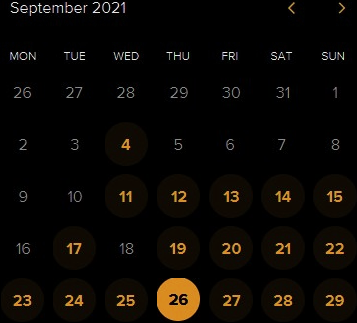 September 2021
MON TUE WED THU FRI SAT SUN
26 27 28 29 30 31 1
2 3 4 5 6 7 8
9 10 11 12 13 14 15
16 17 18 19 20 21 22
23 24 25 26 27 28 29